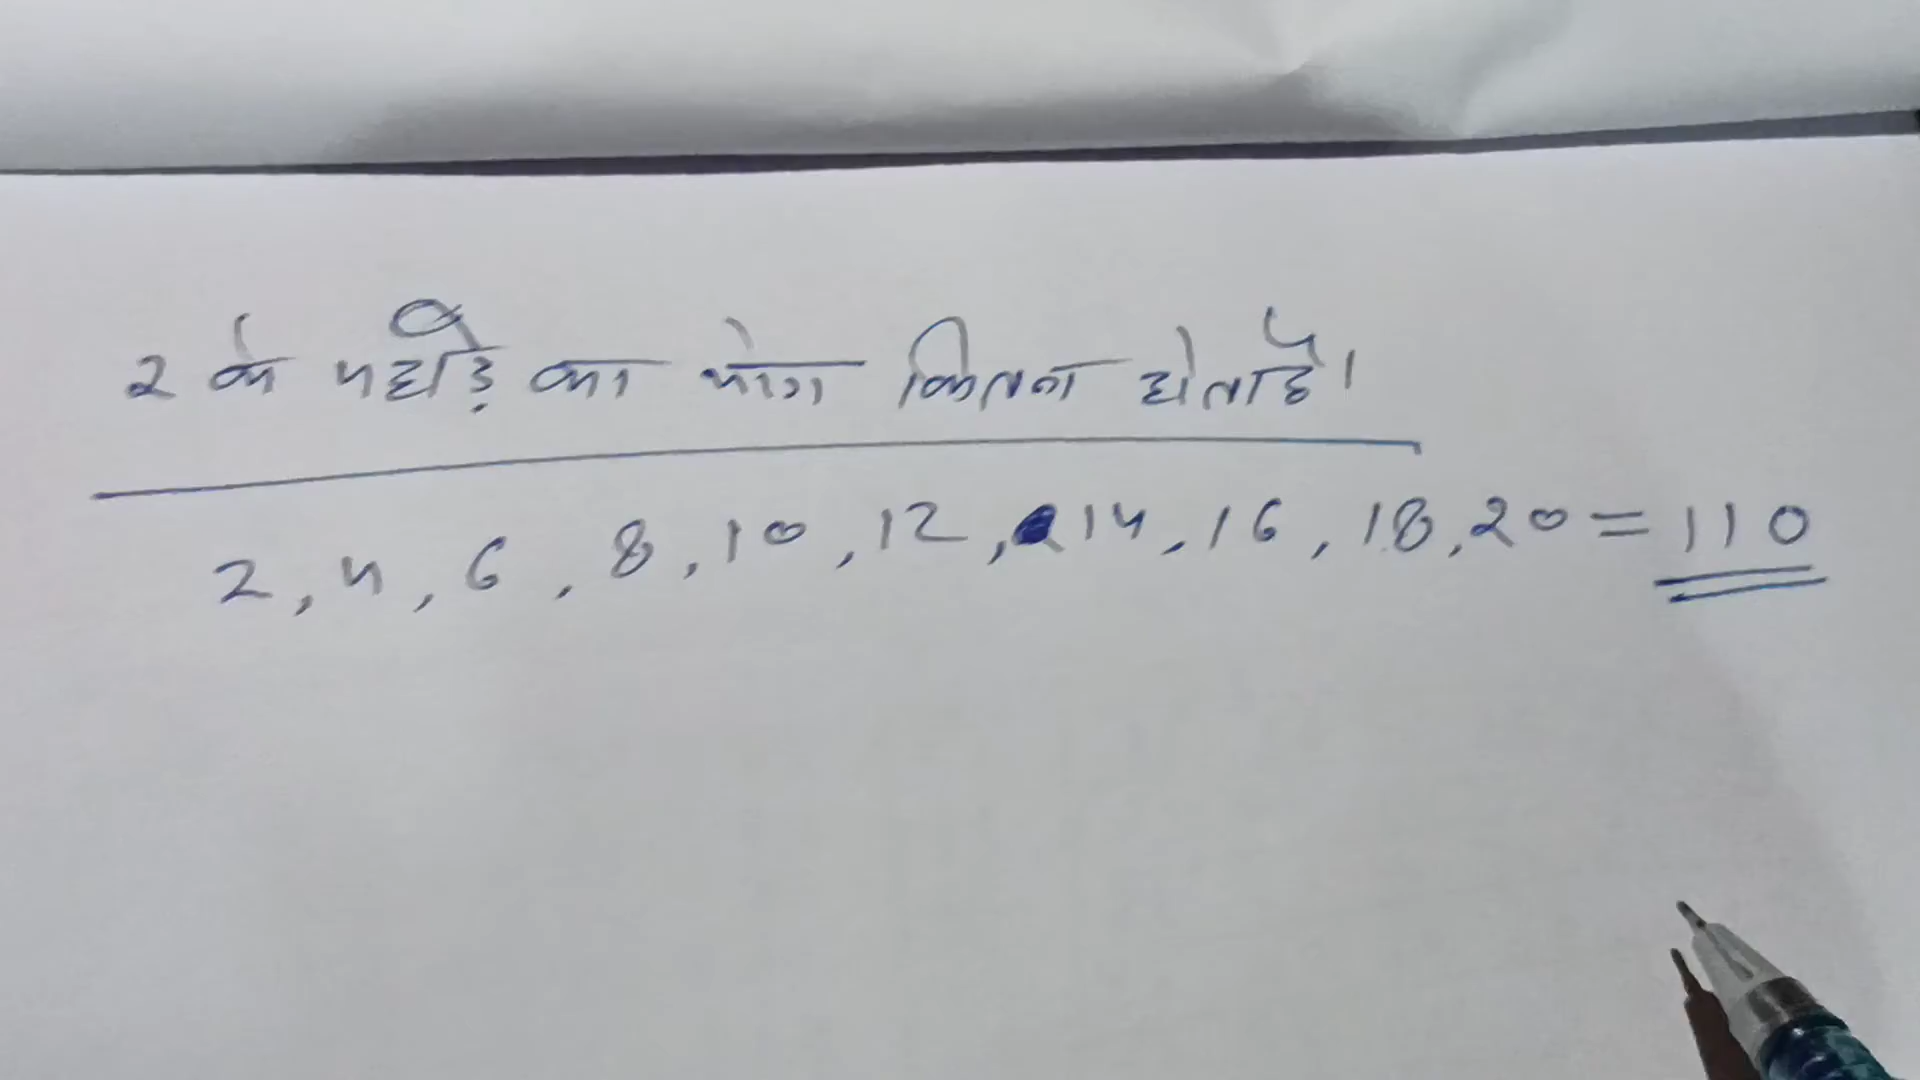 2 के पहाड़े का योग कितना होता है।
2, 4, 6, 8, 10, 12, 14, 16, 18, 20 = 110